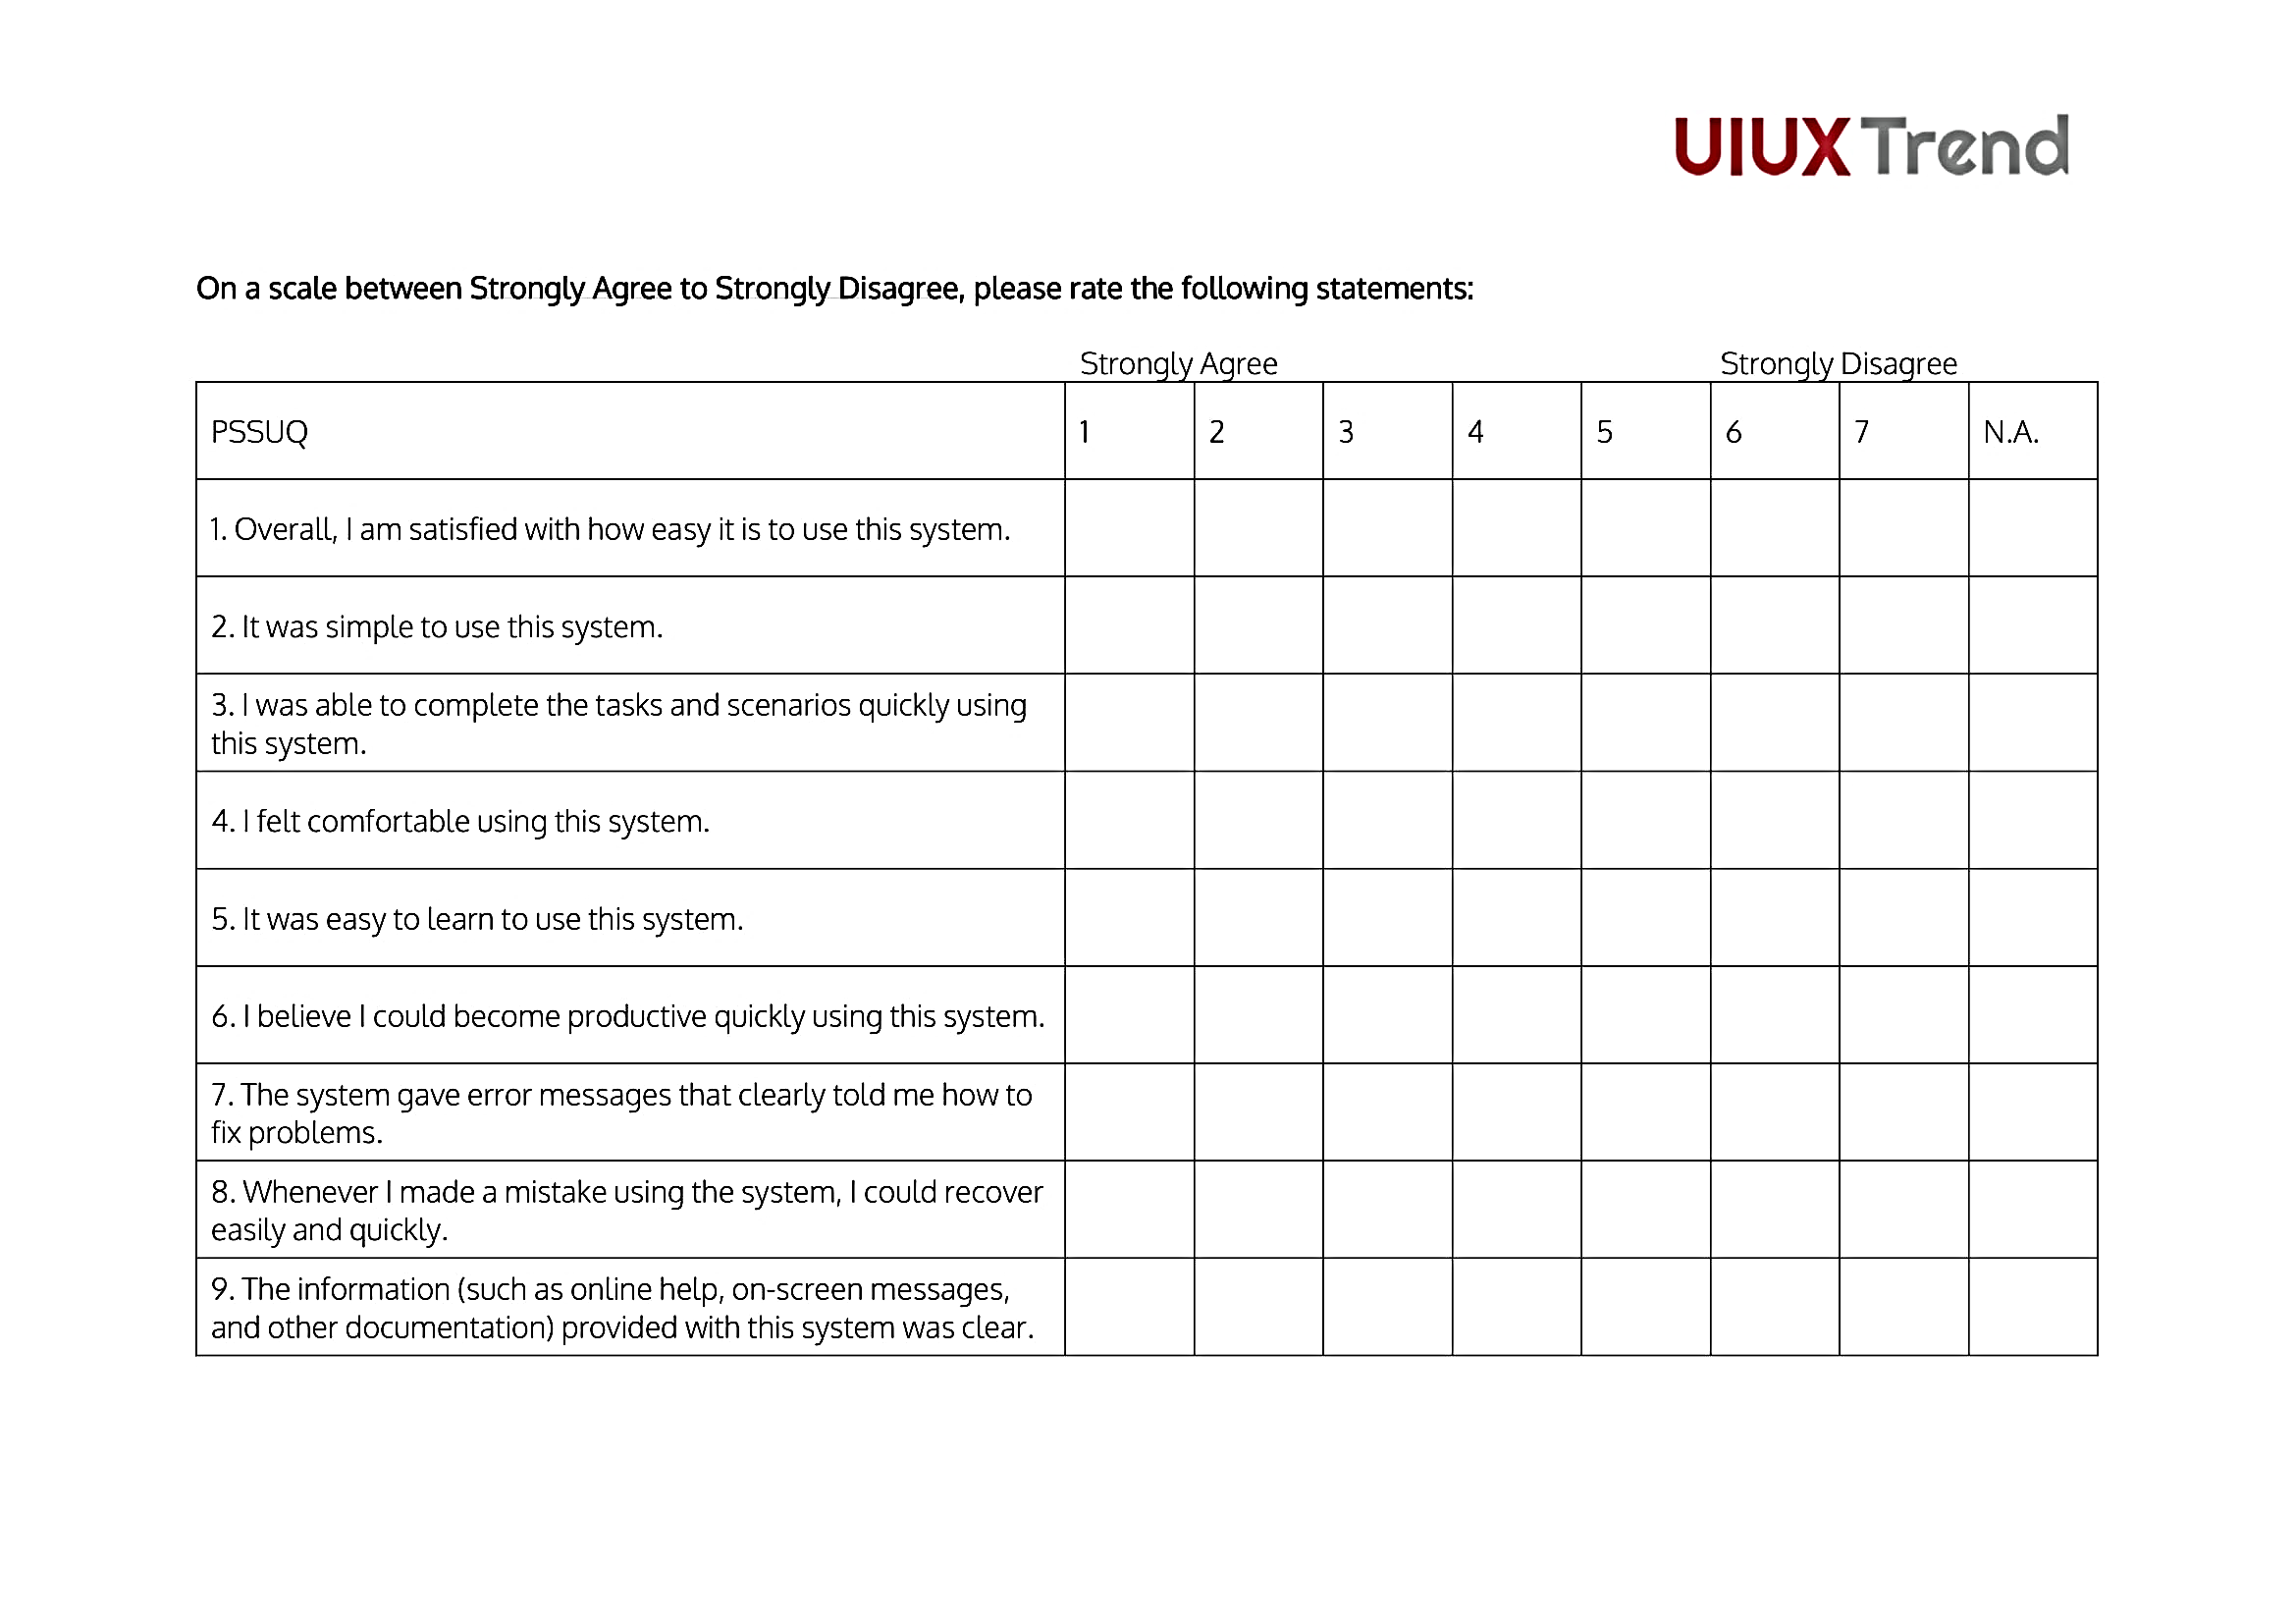 UIUX Trend
On a scale between Strongly Agree to Strongly Disagree, please rate the following statements:
Strongly Agree Strongly Disagree
PSSUQ 1 2 3 4 5 6 7 N.A.
1. Overall, I am satisfied with how easy it is to use this system.
2. It was simple to use this system.
3. I was able to complete the tasks and scenarios quickly using
this system.
4. I felt comfortable using this system.
5. It was easy to learn to use this system.
6. I believe I could become productive quickly using this system.
7. The system gave error messages that clearly told me how to
fix problems.
8. Whenever I made a mistake using the system, I could recover
easily and quickly.
9. The information (such as online help, on-screen messages,
and other documentation) provided with this system was clear.